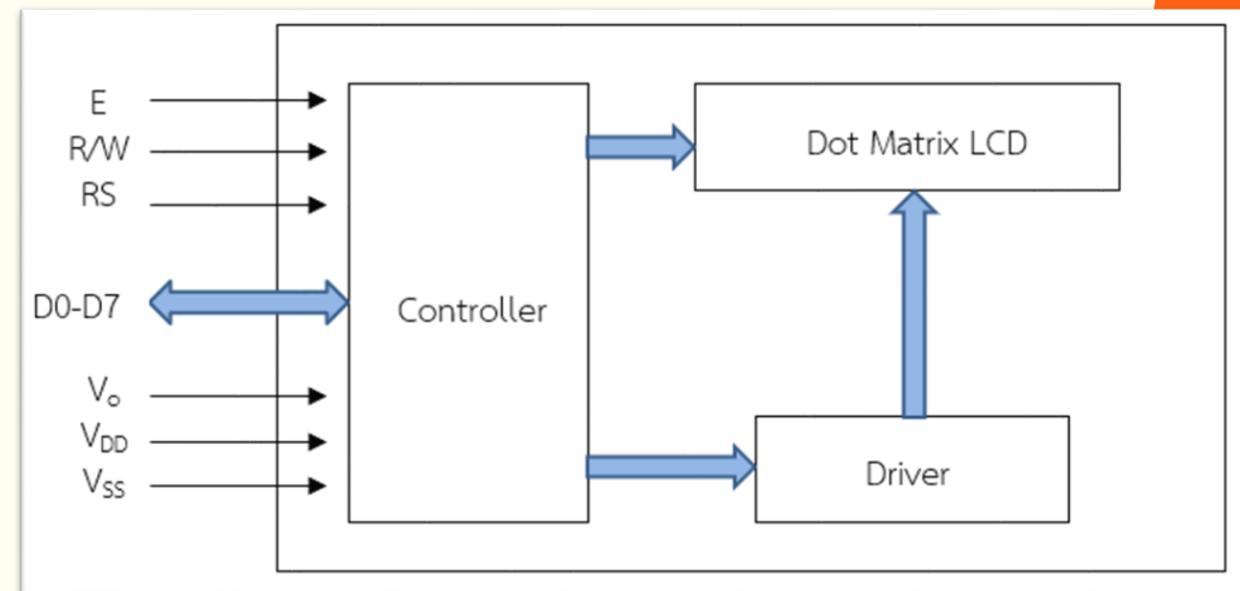 E
R/W
RS
D0-D7
Vo
VDD
VSS
Controller
Dot Matrix LCD
Driver